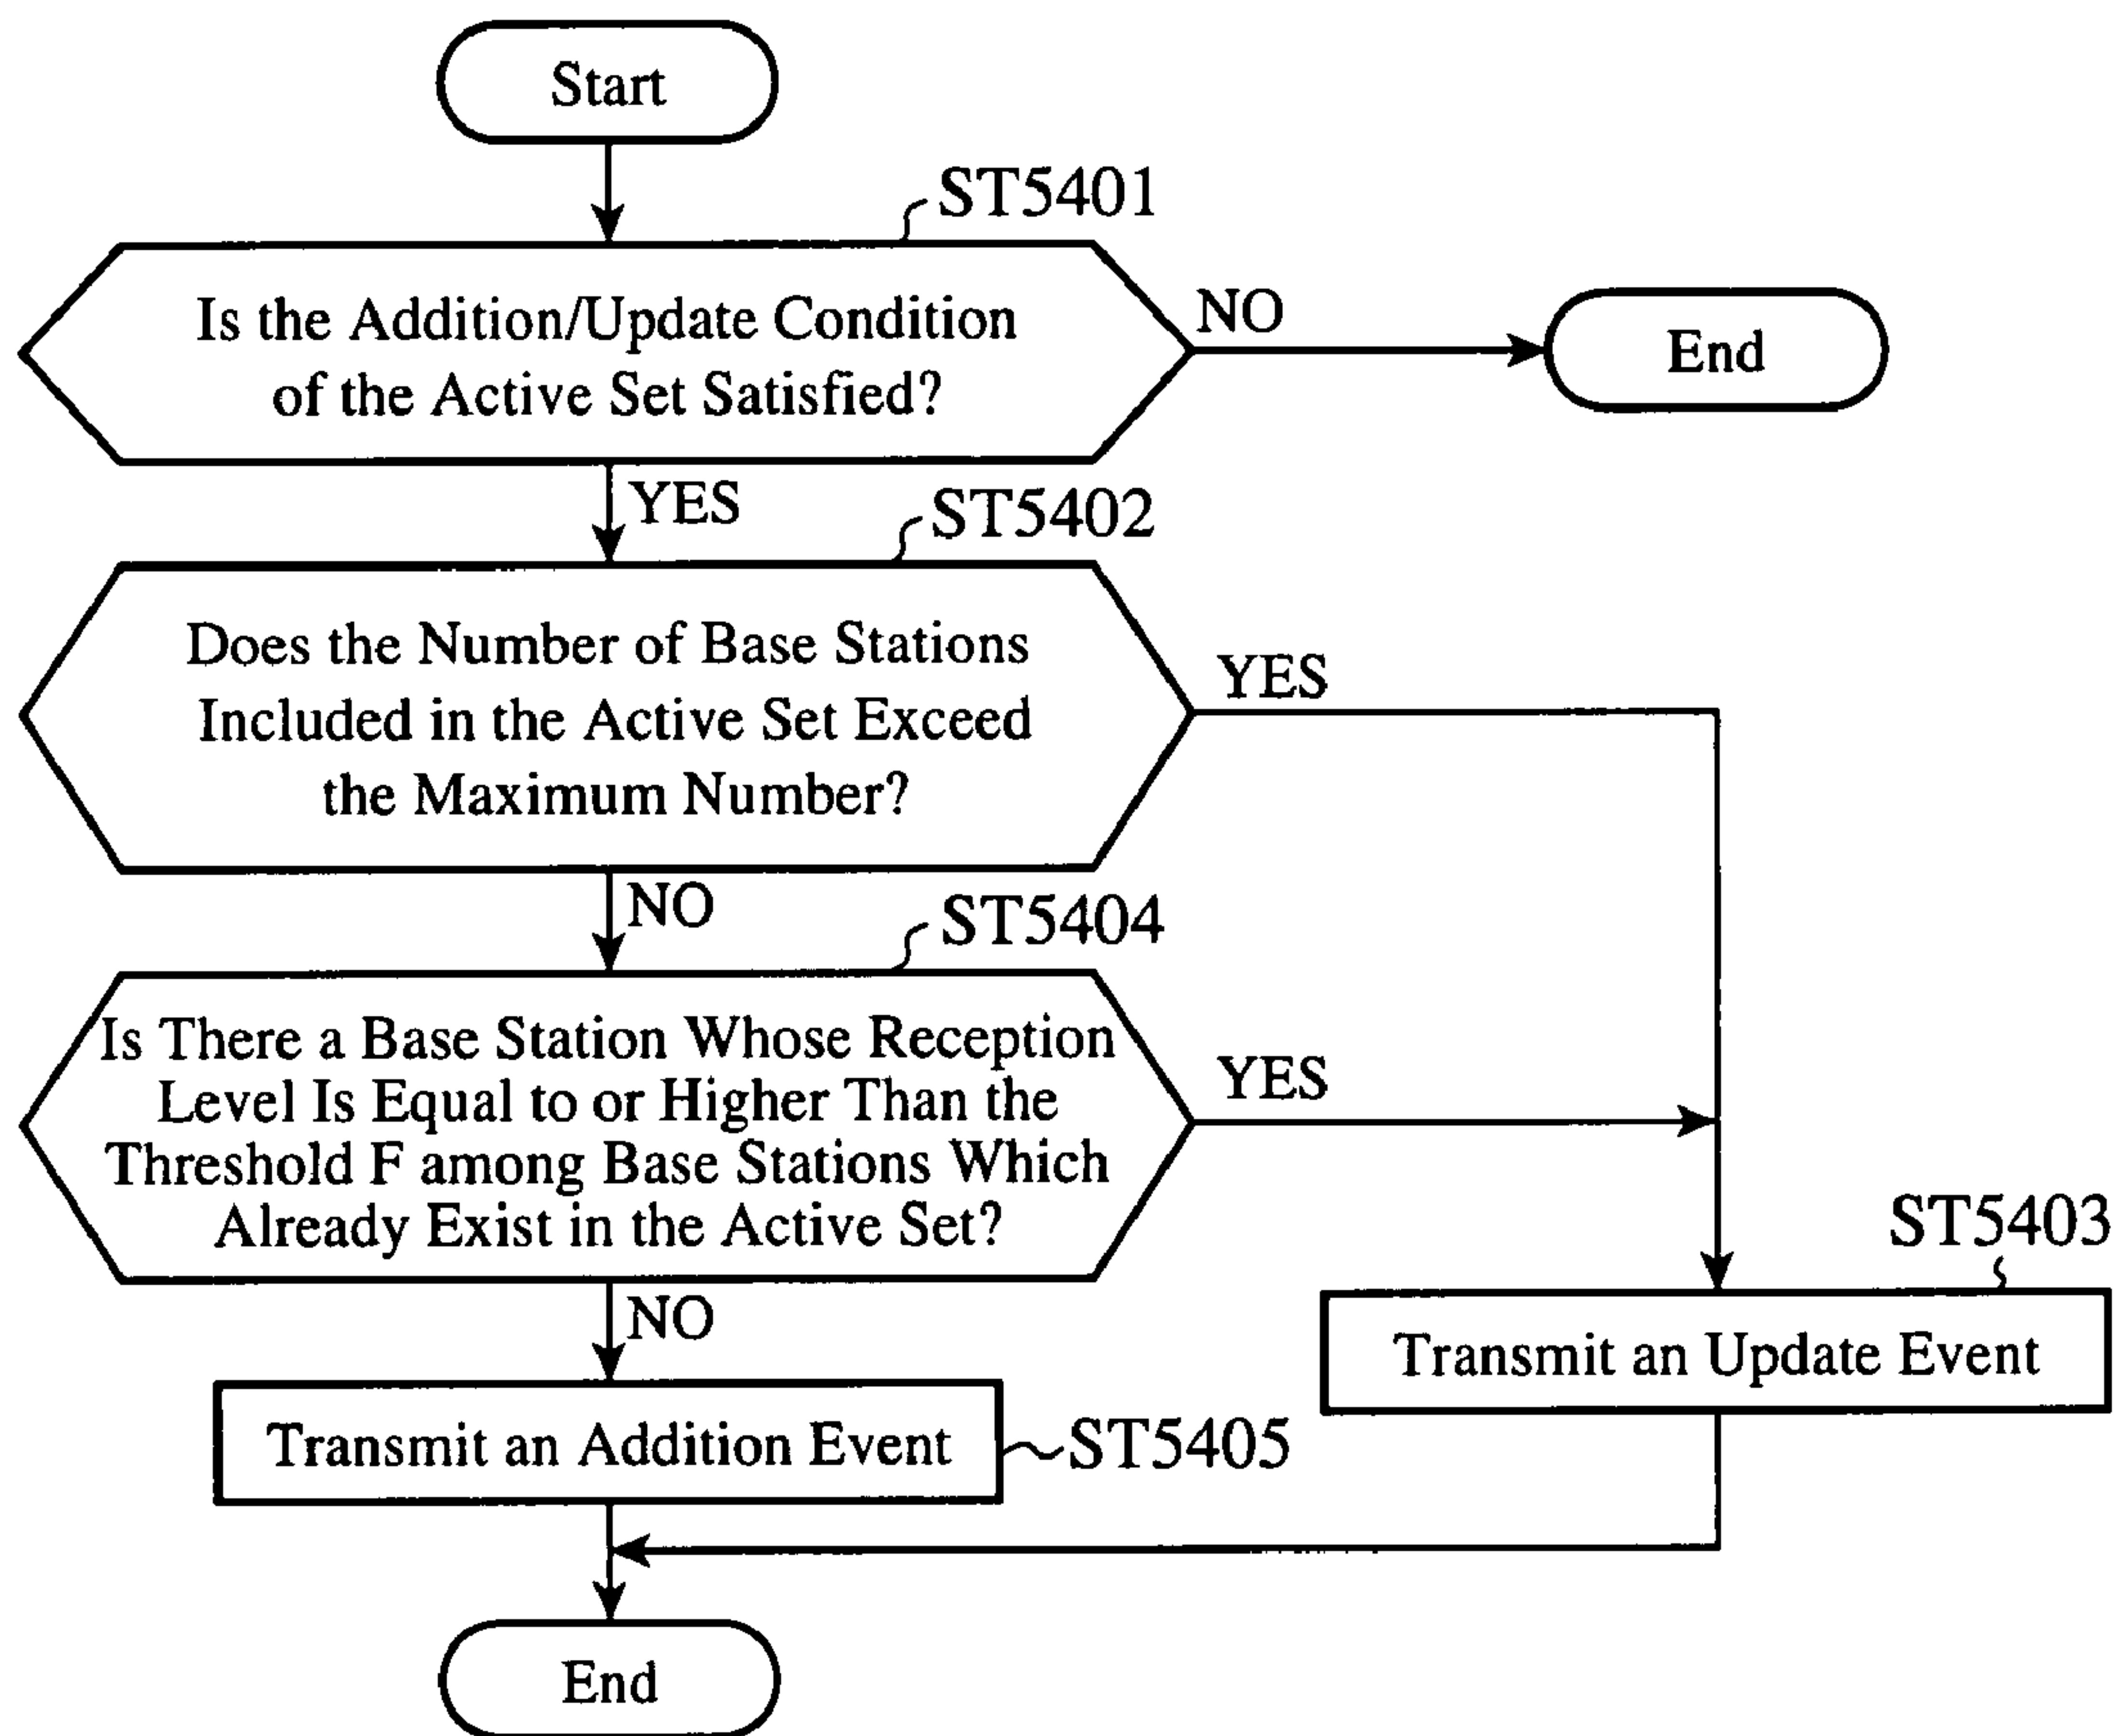 Start
ST5401
Is the Addition/Update Condition
of the Active Set Satisfied?
NO
End
YES
ST5402
Does the Number of Base Stations
Included in the Active Set Exceed
the Maximum Number?
YES
NO
ST5404
Is There a Base Station Whose Reception
Level Is Equal to or Higher Than the
Threshold F among Base Stations Which
Already Exist in the Active Set?
YES
ST5403
Transmit an Update Event
NO
Transmit an Addition Event
ST5405
End